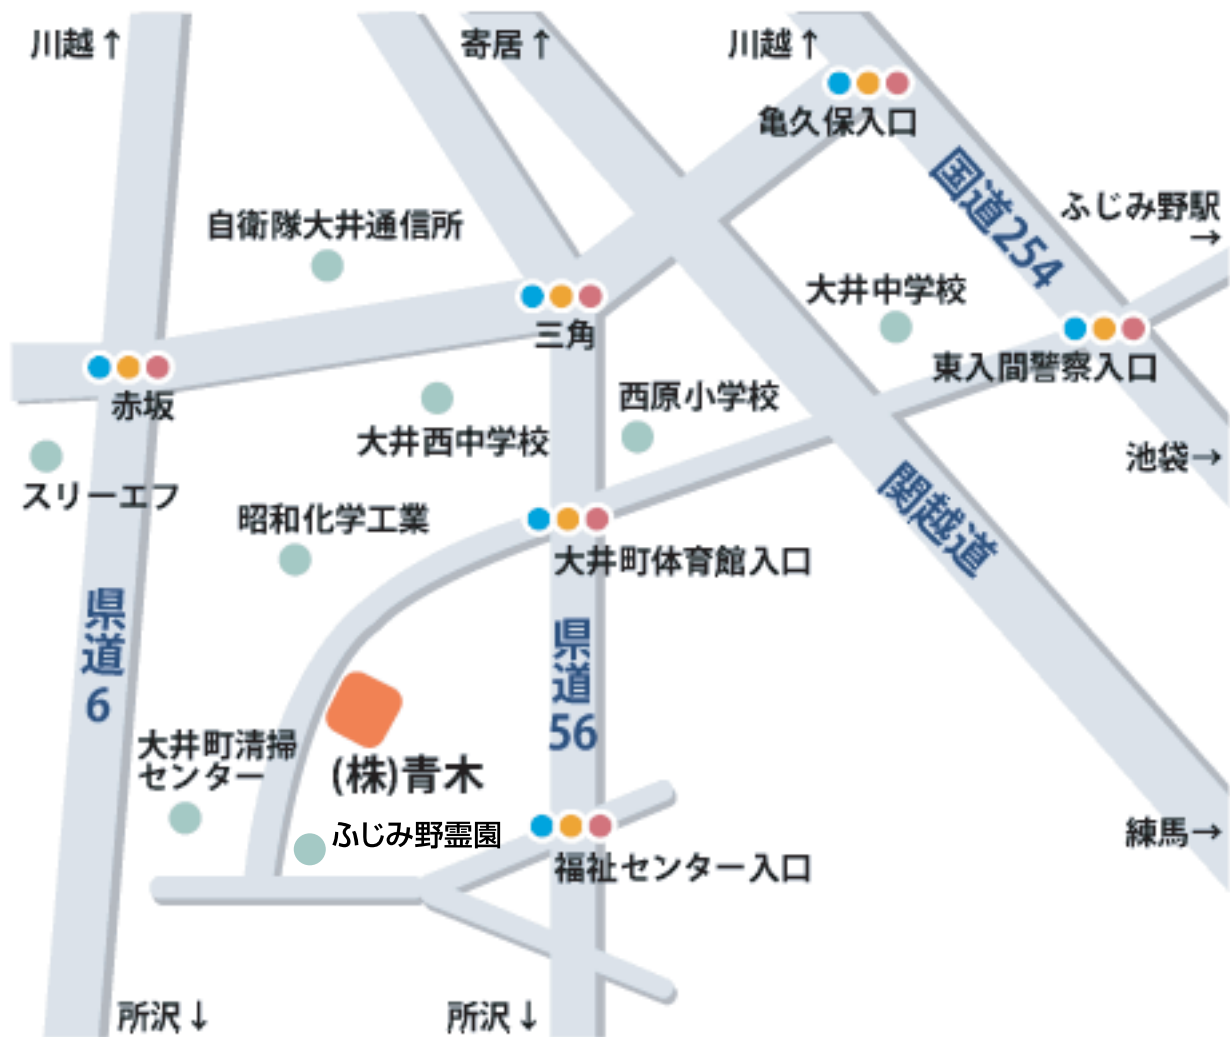 川越↑
寄居↑
川越↑
亀久保入口
国道254
ふじみ野駅
→
自衛隊大井通信所
大井中学校
三角
東入間警察入口
赤坂
西原小学校
大井西中学校
池袋→
スリーエフ
昭和化学工業
関越道
大井町体育館入口
県道6
県道56
大井町清掃
センター
(株)青木
ふじみ野霊園
練馬→
福祉センター入口
所沢↓
所沢↓